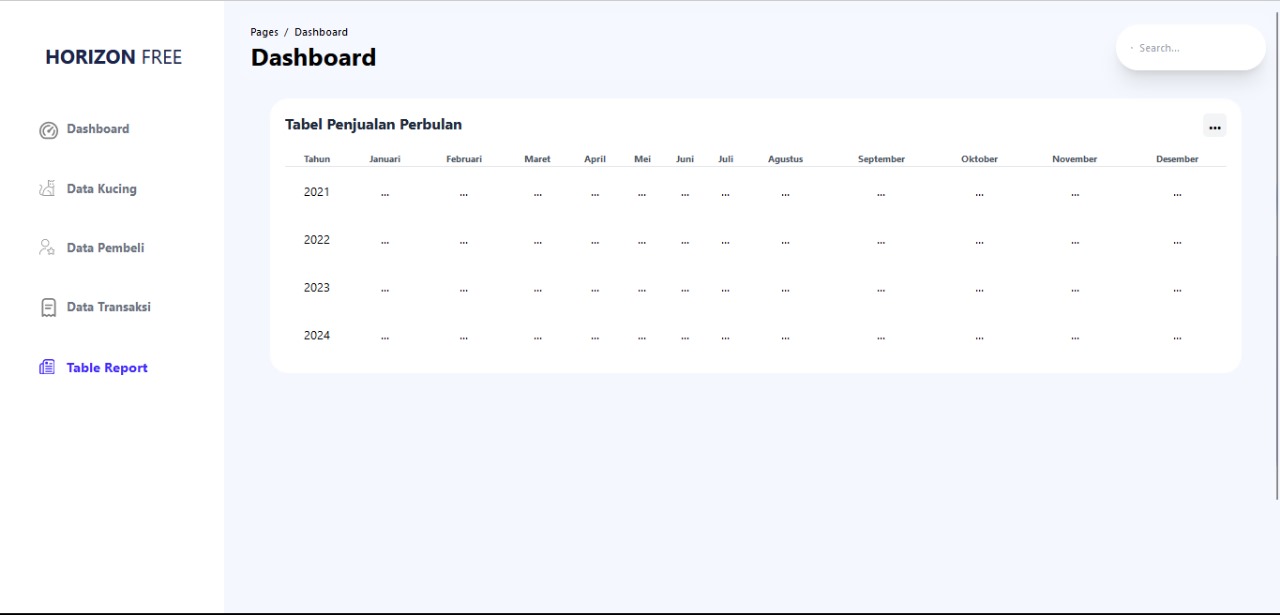 HORIZON FREE
Dashboard
Data Kucing
Data Pembeli
Data Transaksi
Table Report
Pages / Dashboard
Dashboard
Search...
Tabel Penjualan Perbulan
...
Tahun Januari Februari Maret April Mei Juni Juli Agustus September Oktober November Desember
2021 ... ... ... ... ... ... ... ... ... ... ... ...
2022 ... ... ... ... ... ... ... ... ... ... ... ...
2023 ... ... ... ... ... ... ... ... ... ... ... ...
2024 ... ... ... ... ... ... ... ... ... ... ... ...